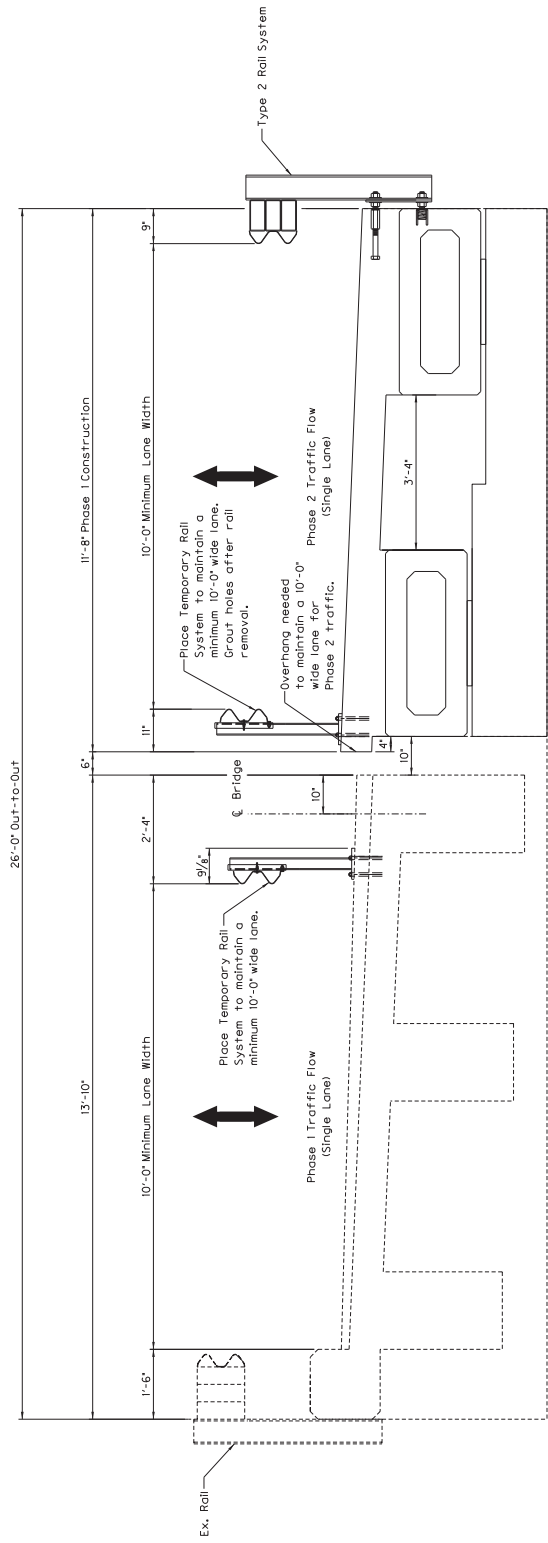 26'-0" Out-to-Out
13'-10"
6"
11'-8" Phase 1 Construction
1'-6"
10'-0" Minimum Lane Width
2'-4"
11"
10'-0" Minimum Lane Width
9"
Ex. Rail
Place Temporary Rail
System to maintain a
minimum 10'-0" wide lane.
9⅛"
℄ Bridge
Place Temporary Rail
System to maintain a
minimum 10'-0" wide lane.
Grout holes after rail
removal.
Type 2 Rail System
Phase 1 Traffic Flow
(Single Lane)
10"
Overhang needed
to maintain a 10'-0"
wide lane for
Phase 2 traffic.
Phase 2 Traffic Flow
(Single Lane)
4"
10"
3'-4"